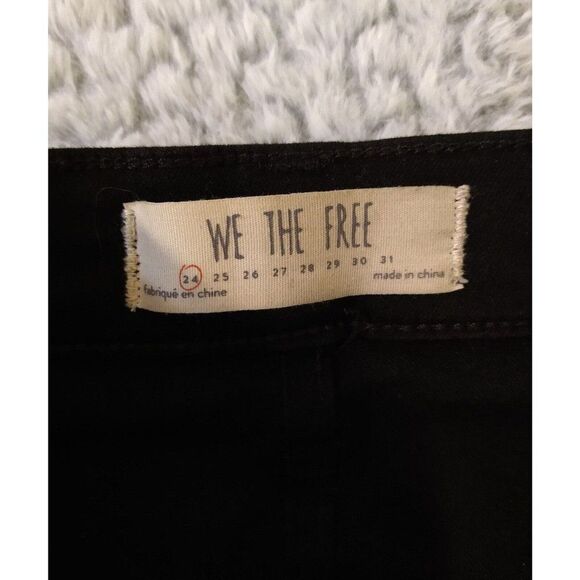 WE THE FREE
24 25 26 27 28 29 30 31
fabriqué en chine made in china